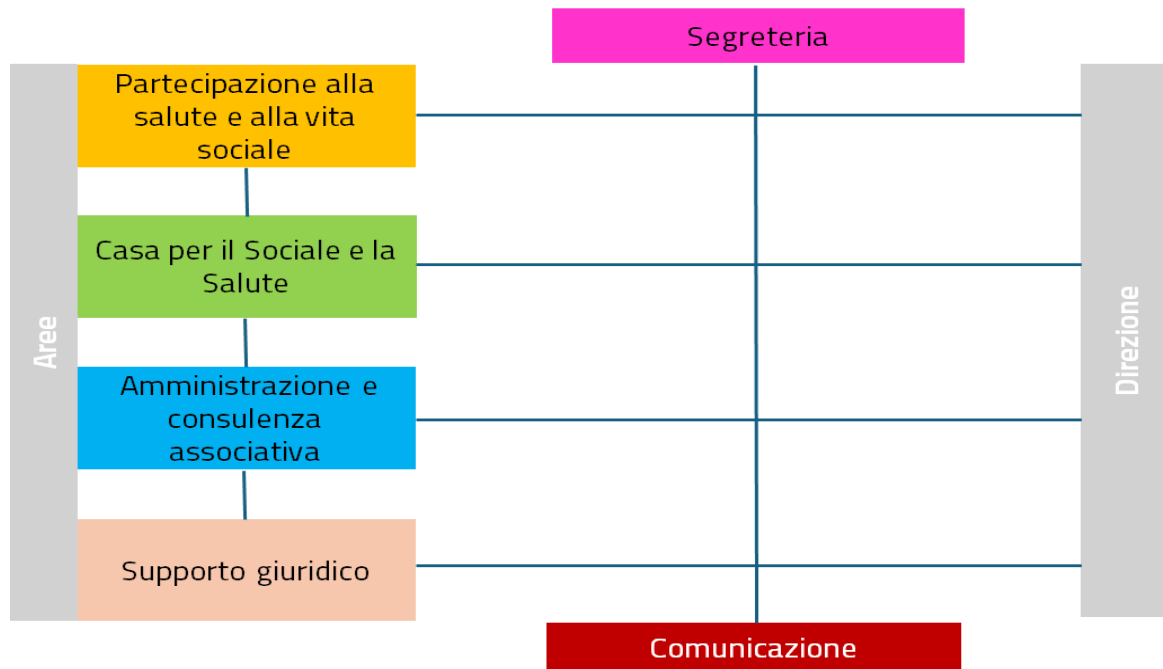 Segreteria
Aree
Partecipazione alla
salute e alla vita
sociale
Casa per il Sociale e la
Salute
Amministrazione e
consulenza
associativa
Supporto giuridico
Direzione
Comunicazione